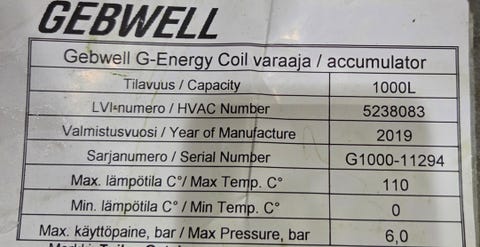 GEBWELL
Gebwell G-Energy Coil varaaja / accumulator
Tilavuus / Capacity 1000L
LVI-numero / HVAC Number 5238083
Valmistusvuosi / Year of Manufacture 2019
Sarjanumero / Serial Number G1000-11294
Max. lämpötila C°/ Max Temp. C° 110
Min. lämpötila C° / Min Temp. C° 0
Max. käyttöpaine, bar / Max Pressure, bar 6,0